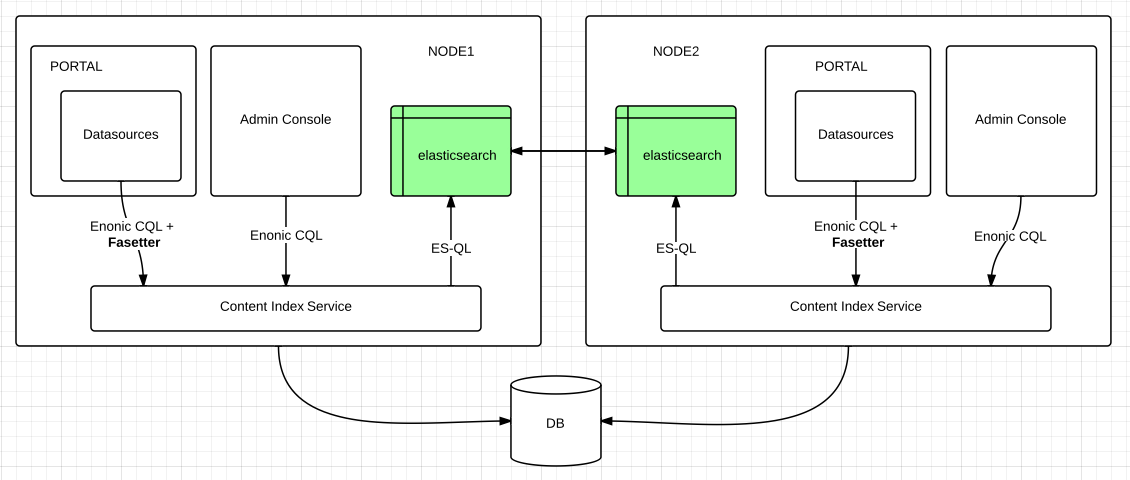 NODE1
PORTAL
Datasources
Admin Console
elasticsearch
Enonic CQL +
Fasetter
Enonic CQL
ES-QL
Content Index Service
NODE2
PORTAL
elasticsearch
Datasources
Admin Console
ES-QL
Enonic CQL +
Fasetter
Enonic CQL
Content Index Service
DB